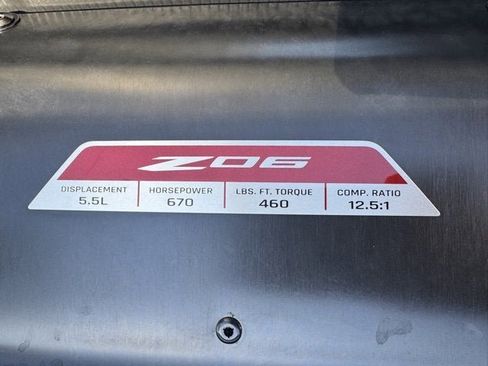 Z06
DISPLACEMENT HORSEPOWER LBS. FT. TORQUE COMP. RATIO
5.5L 670 460 12.5:1